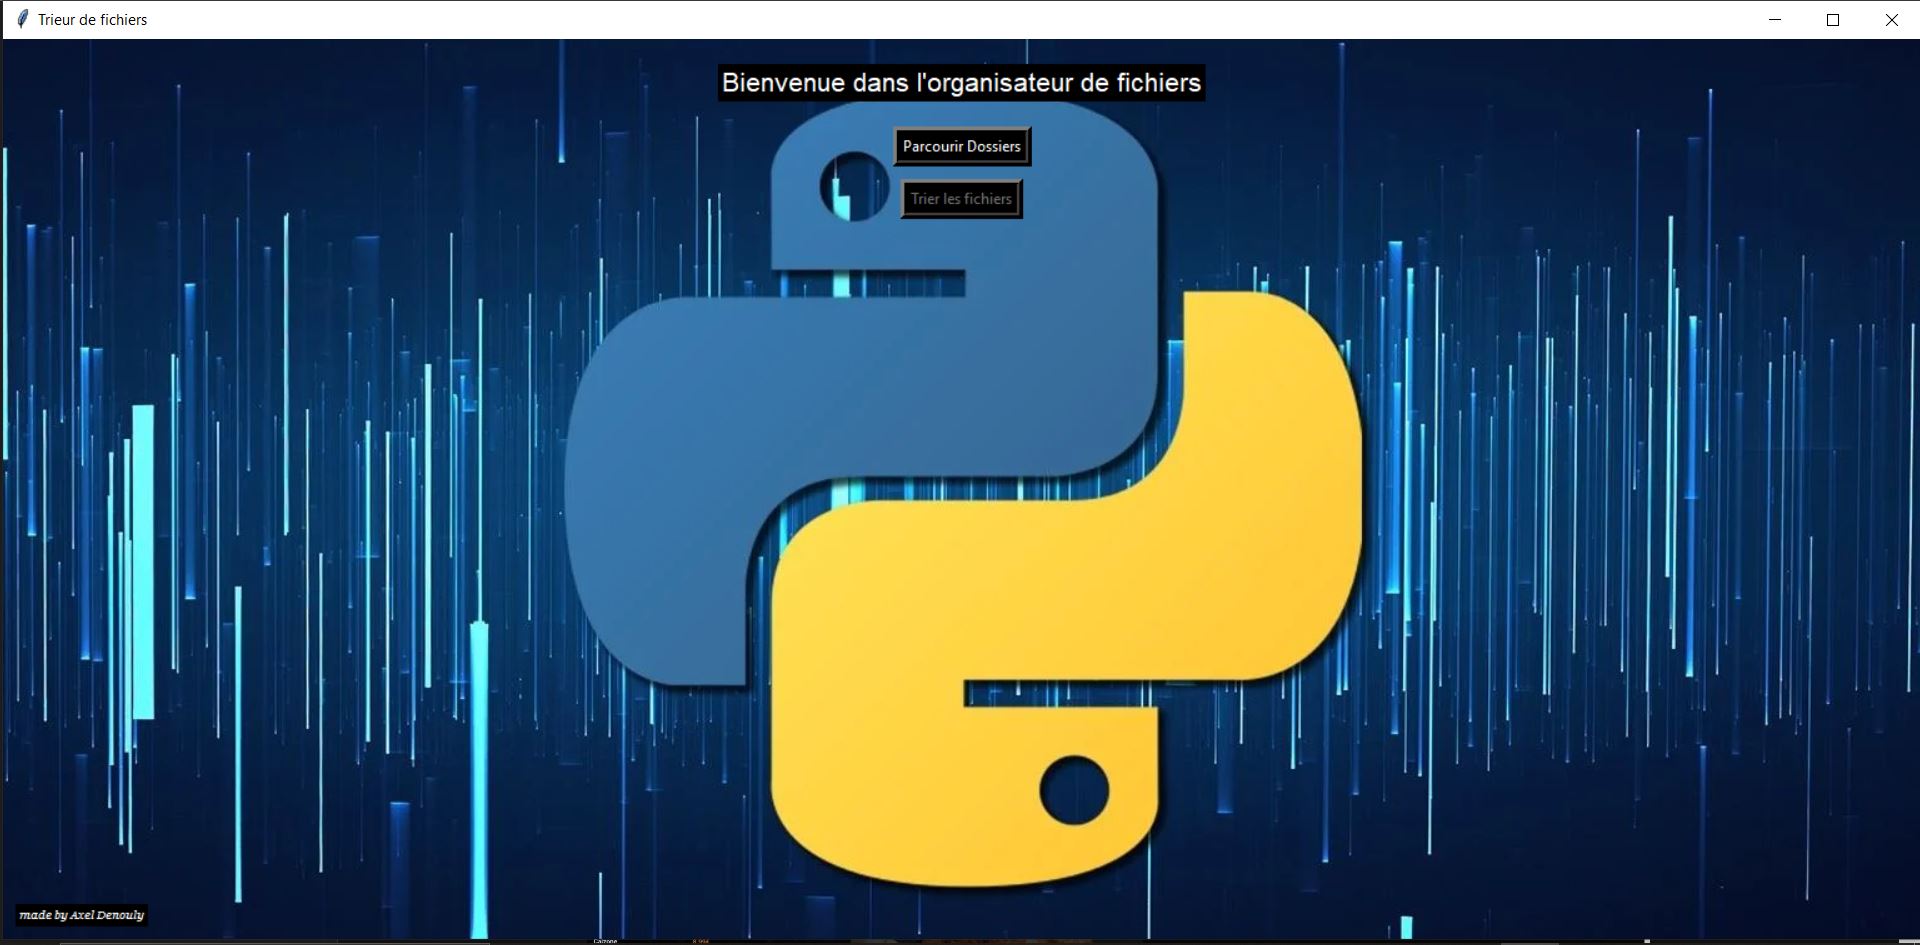 Trieur de fichiers
Bienvenue dans l'organisateur de fichiers
Parcourir Dossiers
Trier les fichiers
made by Axel Denouly